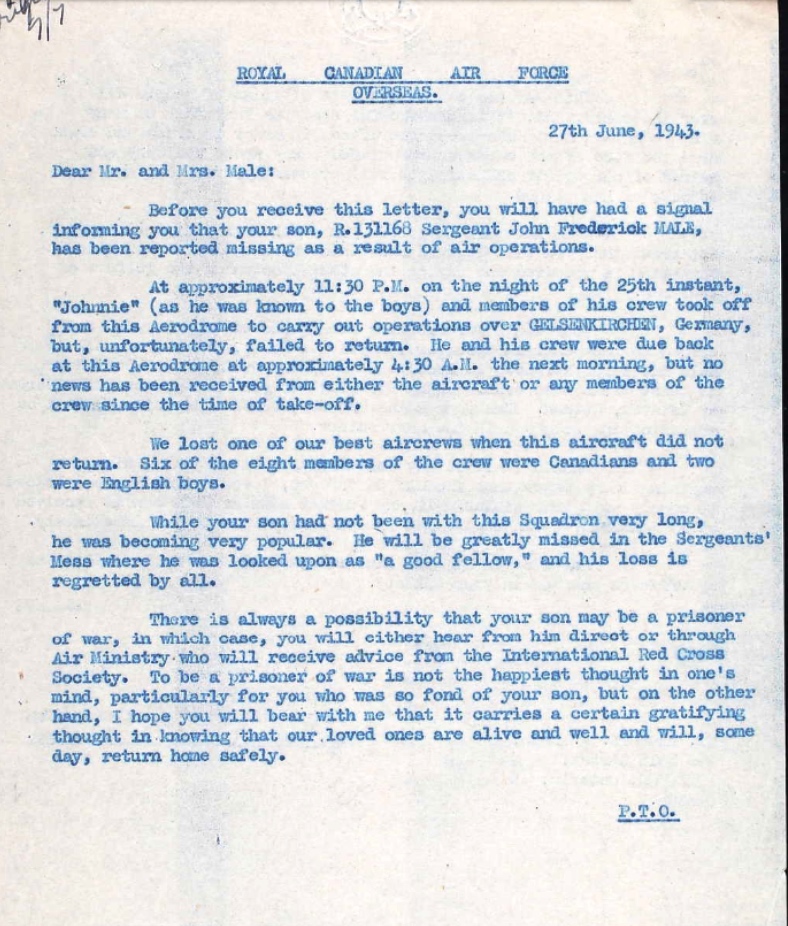 7/7
ROYAL CANADIAN AIR FORCE
OVERSEAS.
27th June, 1943.
Dear Mr. and Mrs. Male:
Before you receive this letter, you will have had a signal
informing you that your son, R.131168 Sergeant John Frederick MALE,
has been reported missing as a result of air operations.
At approximately 11:30 P.M. on the night of the 25th instant,
"Johnnie" (as he was known to the boys) and members of his crew took off
from this Aerodrome to carry out operations over GELSENKIRCHEN, Germany,
but, unfortunately, failed to return. He and his crew were due back
at this Aerodrome at approximately 4:30 A.M. the next morning, but no
news has been received from either the aircraft or any members of the
crew since the time of take-off.
We lost one of our best aircrews when this aircraft did not
return. Six of the eight members of the crew were Canadians and two
were English boys.
While your son had not been with this Squadron very long,
he was becoming very popular. He will be greatly missed in the Sergeants'
Mess where he was looked upon as "a good fellow," and his loss is
regretted by all.
There is always a possibility that your son may be a prisoner
of war, in which case, you will either hear from him direct or through
Air Ministry who will receive advice from the International Red Cross
Society. To be a prisoner of war is not the happiest thought in one's
mind, particularly for you who was so fond of your son, but on the other
hand, I hope you will bear with me that it carries a certain gratifying
thought in knowing that our loved ones are alive and well and will, some
day, return home safely.
P.T.O.